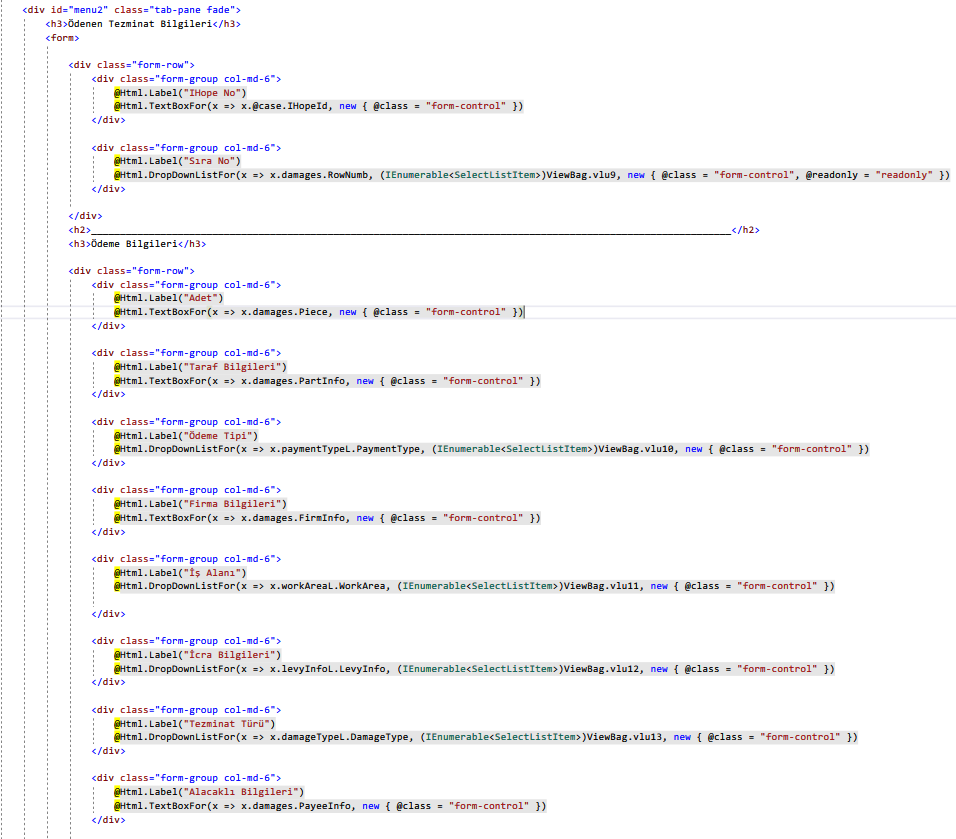 <div id="menu2" class="tab-pane fade">
<h3>Ödenen Tezminat Bilgileri</h3>
<form>
<div class="form-row">
<div class="form-group col-md-6">
@Html.Label("IHope No")
@Html.TextBoxFor(x => x.@case.IHopeId, new { @class = "form-control" })
</div>
<div class="form-group col-md-6">
@Html.Label("Sıra No")
@Html.DropDownListFor(x => x.damages.RowNumb, (IEnumerable<SelectListItem>)ViewBag.vlu9, new { @class = "form-control", @readonly = "readonly" })
</div>
</div>
<h2>________________________________________________________________________________________________________________</h2>
<h3>Ödeme Bilgileri</h3>
<div class="form-row">
<div class="form-group col-md-6">
@Html.Label("Adet")
@Html.TextBoxFor(x => x.damages.Piece, new { @class = "form-control" })
</div>
<div class="form-group col-md-6">
@Html.Label("Taraf Bilgileri")
@Html.TextBoxFor(x => x.damages.PartInfo, new { @class = "form-control" })
</div>
<div class="form-group col-md-6">
@Html.Label("Ödeme Tipi")
@Html.DropDownListFor(x => x.paymentTypeL.PaymentType, (IEnumerable<SelectListItem>)ViewBag.vlu10, new { @class = "form-control" })
</div>
<div class="form-group col-md-6">
@Html.Label("Firma Bilgileri")
@Html.TextBoxFor(x => x.damages.FirmInfo, new { @class = "form-control" })
</div>
<div class="form-group col-md-6">
@Html.Label("İş Alanı")
@Html.DropDownListFor(x => x.workAreaL.WorkArea, (IEnumerable<SelectListItem>)ViewBag.vlu11, new { @class = "form-control" })
</div>
<div class="form-group col-md-6">
@Html.Label("İcra Bilgileri")
@Html.DropDownListFor(x => x.levyInfoL.LevyInfo, (IEnumerable<SelectListItem>)ViewBag.vlu12, new { @class = "form-control" })
</div>
<div class="form-group col-md-6">
@Html.Label("Tezminat Türü")
@Html.DropDownListFor(x => x.damageTypeL.DamageType, (IEnumerable<SelectListItem>)ViewBag.vlu13, new { @class = "form-control" })
</div>
<div class="form-group col-md-6">
@Html.Label("Alacaklı Bilgileri")
@Html.TextBoxFor(x => x.damages.PayeeInfo, new { @class = "form-control" })
</div>